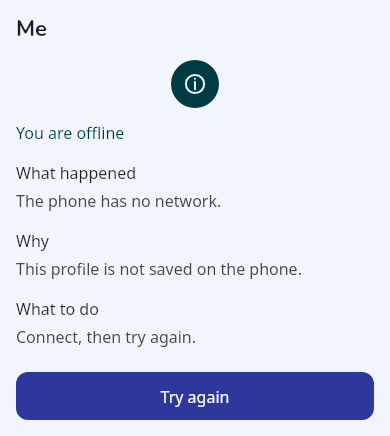 Me
You are offline
What happened
The phone has no network.
Why
This profile is not saved on the phone.
What to do
Connect, then try again.
Try again